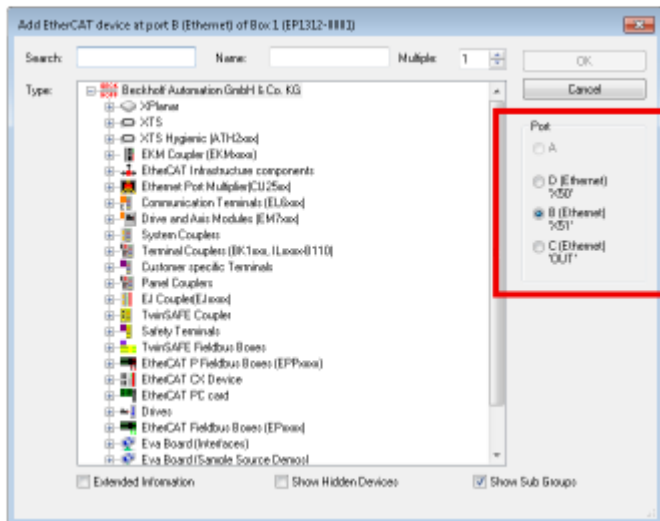 Add EtherCAT device at port B (Ethernet) of Box 1 (EP1312-0001)
Search:
Name:
Multiple:
1
OK
Cancel
Type:
Beckhoff Automation GmbH & Co. KG
XPlanar
XTS
XTS Hygienic (ATH2xxx)
EKM Coupler (EKMxxxx)
EtherCAT Infrastructure components
Ethernet Port Multiplier(CU25xx)
Communication Terminals (EL6xxx)
Drive and Axis Modules (EM7xxx)
System Couplers
Terminal Couplers (BK1xxx, ILxxxx-B110)
Customer specific Terminals
Panel Couplers
EJ Coupler(EJxxxx)
TwinSAFE Coupler
Safety Terminals
TwinSAFE Fieldbus Boxes
EtherCAT P Fieldbus Boxes (EPPxxxx)
EtherCAT CX Device
EtherCAT PC card
Drives
EtherCAT Fieldbus Boxes (EPxxxx)
Eva Board (Interfaces)
Eva Board (Sample Source Demos)
Port
A
D (Ethernet)
'X50'
B (Ethernet)
'X51'
C (Ethernet)
'OUT'
Extended Information
Show Hidden Devices
Show Sub Groups